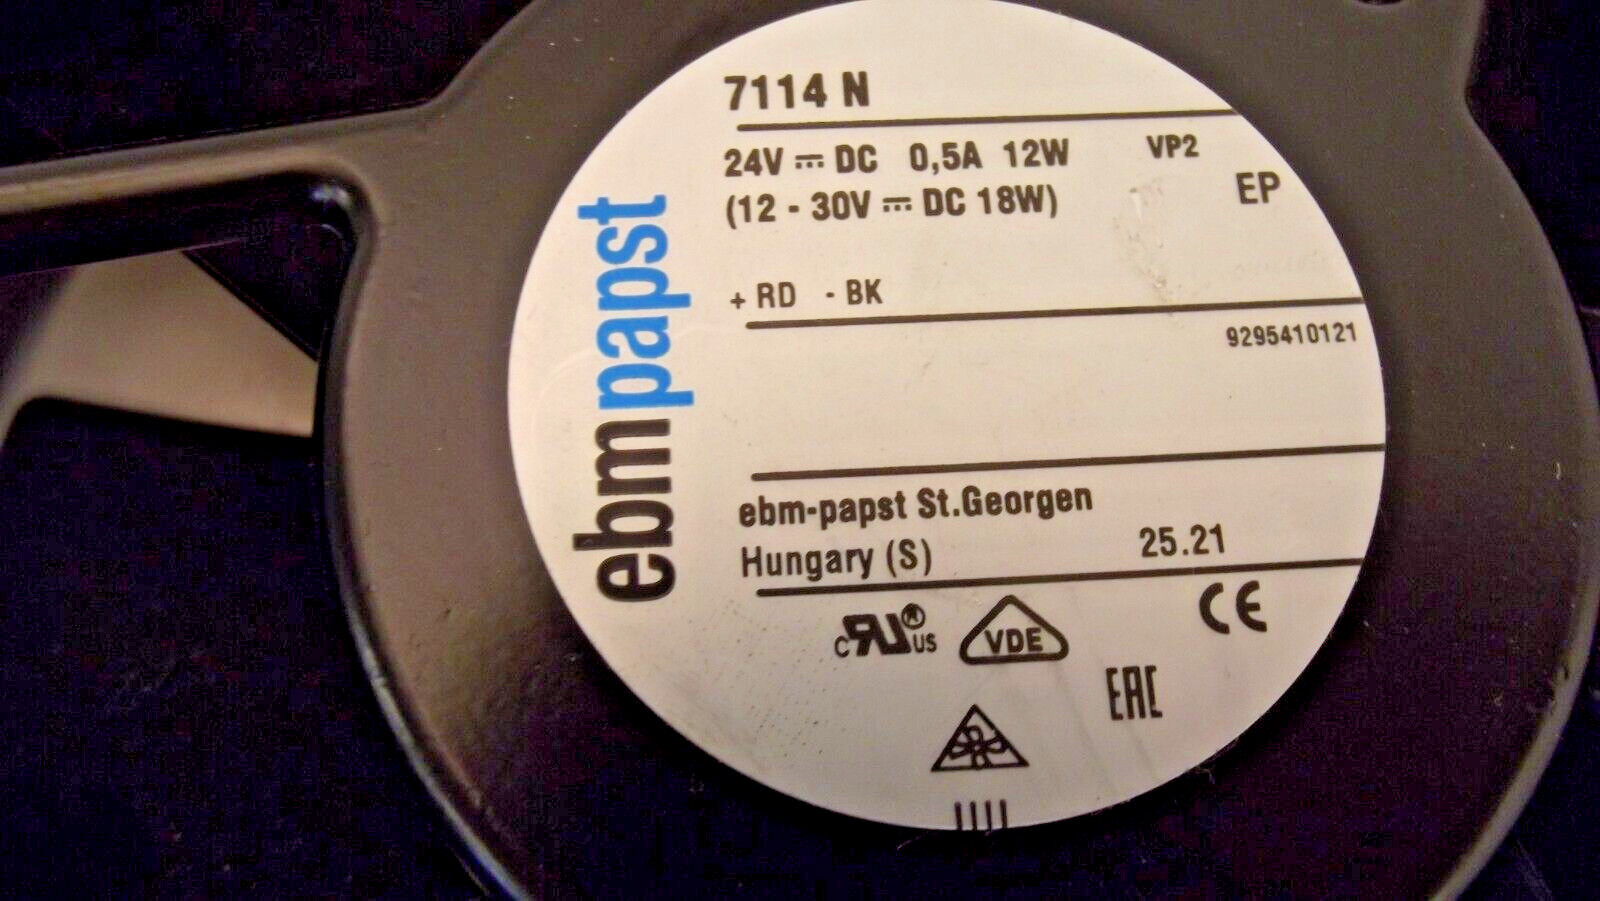 7114 N
24V ⎓ DC 0,5A 12W VP2
(12 - 30V ⎓ DC 18W) EP
+ RD - BK
9295410121
ebmpapst
ebm-papst St.Georgen
Hungary (S) 25.21
c RU® US VDE CE
EAC